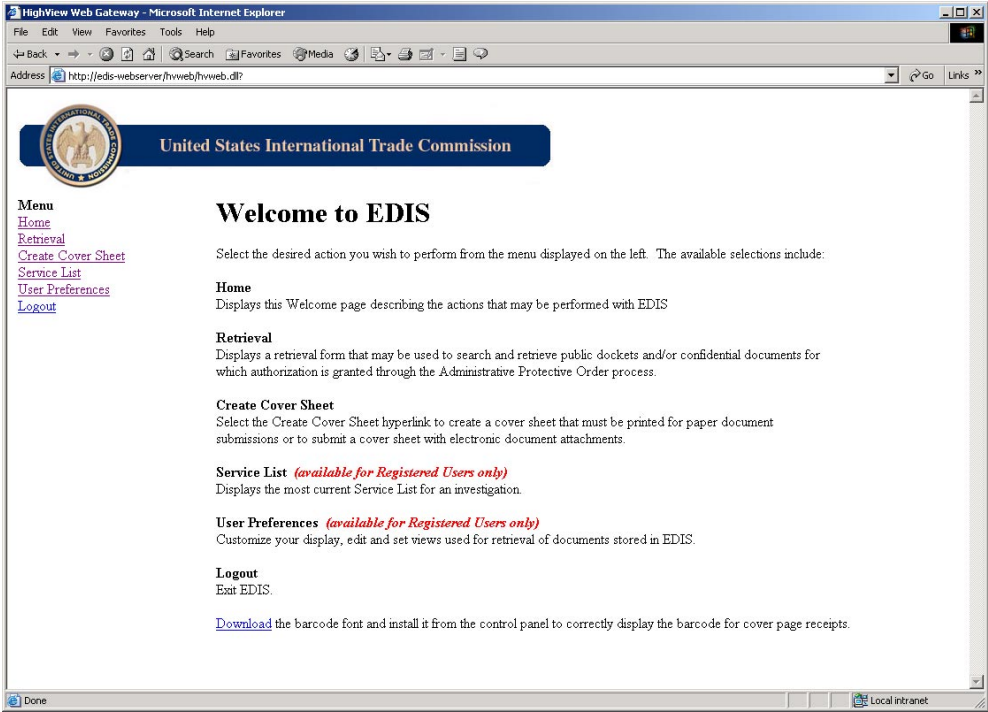 HighView Web Gateway - Microsoft Internet Explorer
File Edit View Favorites Tools Help
Back Search Favorites Media
Address http://edis-webserver/hvweb/hvweb.dll? Go Links »
UNITED STATES INTERNATIONAL TRADE COMMISSION
United States International Trade Commission
Menu
Home
Retrieval
Create Cover Sheet
Service List
User Preferences
Logout
Welcome to EDIS
Select the desired action you wish to perform from the menu displayed on the left. The available selections include:
Home
Displays this Welcome page describing the actions that may be performed with EDIS
Retrieval
Displays a retrieval form that may be used to search and retrieve public dockets and/or confidential documents for
which authorization is granted through the Administrative Protective Order process.
Create Cover Sheet
Select the Create Cover Sheet hyperlink to create a cover sheet that must be printed for paper document
submissions or to submit a cover sheet with electronic document attachments.
Service List (available for Registered Users only)
Displays the most current Service List for an investigation.
User Preferences (available for Registered Users only)
Customize your display, edit and set views used for retrieval of documents stored in EDIS.
Logout
Exit EDIS.
Download the barcode font and install it from the control panel to correctly display the barcode for cover page receipts.
Done
Local intranet